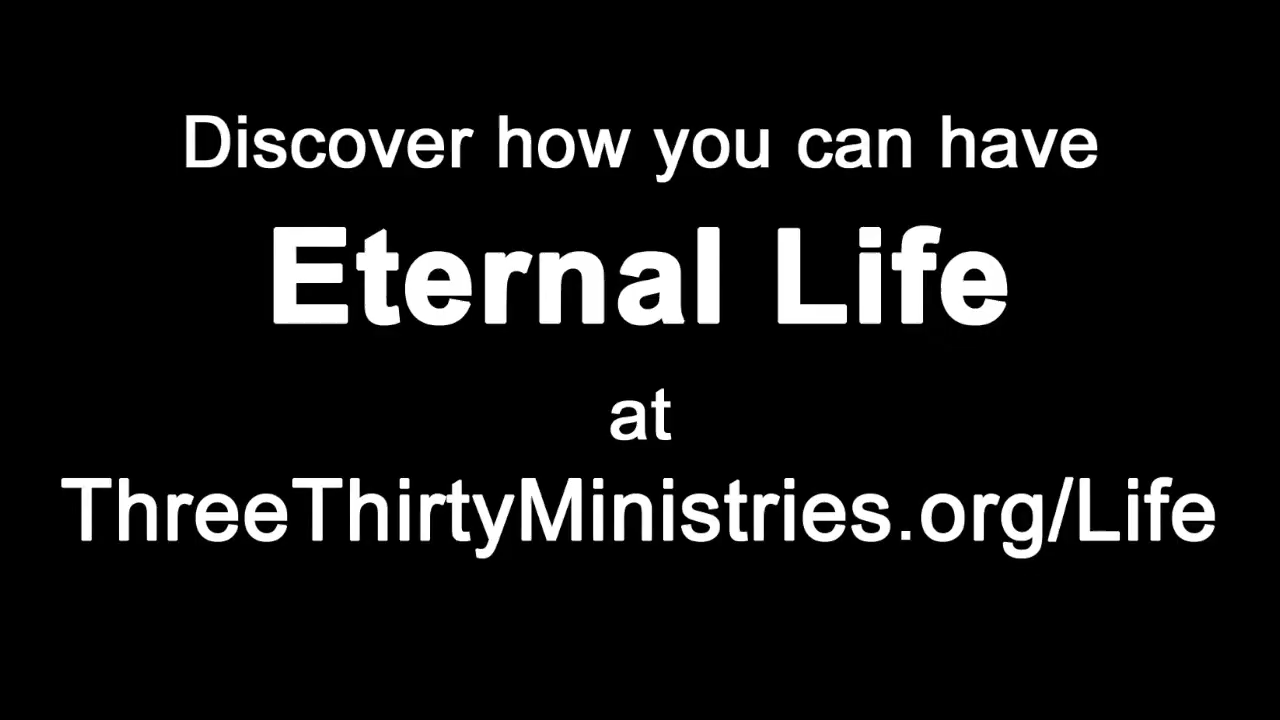 Discover how you can have
Eternal Life
at
ThreeThirtyMinistries.org/Life